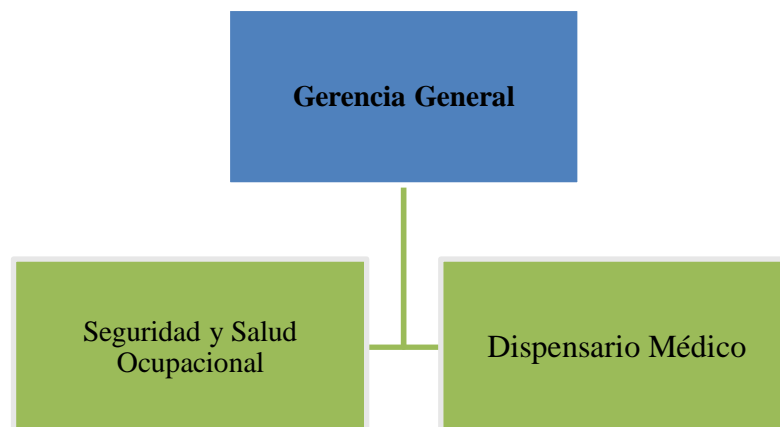 Gerencia General
Seguridad y Salud
Ocupacional
Dispensario Médico